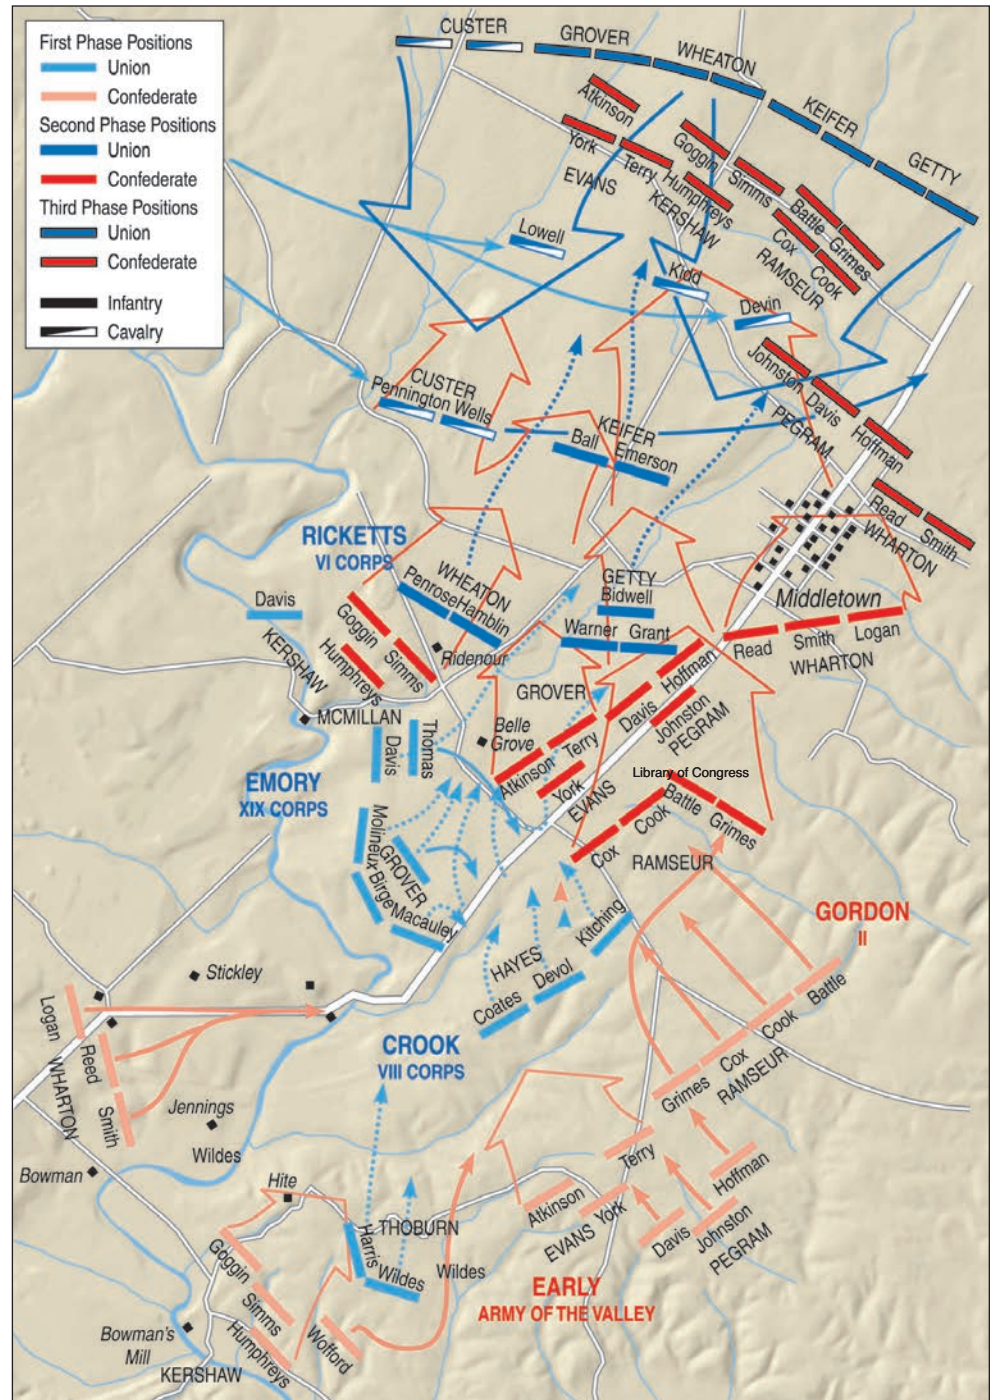 First Phase Positions
Union
Confederate
Second Phase Positions
Union
Confederate
Third Phase Positions
Union
Confederate
Infantry
Cavalry
CUSTER
GROVER
WHEATON
KEIFER
GETTY
Atkinson
York
Terry
Humphreys
EVANS
KERSHAW
Goggin
Simms
Battle
Grimes
Cox
Cook
RAMSEUR
Lowell
Kidd
Devin
CUSTER
Pennington
Wells
KEIFER
Ball
Emerson
Johnston
Davis
Hoffman
PEGRAM
Read
Smith
WHARTON
RICKETTS
VI CORPS
WHEATON
Penrose
Hamblin
GETTY
Bidwell
Warner
Grant
Middletown
Read
Smith
Logan
WHARTON
Davis
KERSHAW
Goggin
Simms
Humphreys
Ridenour
GROVER
Hoffman
Davis
Johnston
PEGRAM
MCMILLAN
Davis
Thomas
Belle
Grove
Atkinson
Terry
York
EVANS
Library of Congress
Battle
Grimes
Cook
Cox
RAMSEUR
EMORY
XIX CORPS
Molineux
GROVER
Birge
Macauley
GORDON
II
Kitching
HAYES
Devol
Coates
Stickley
Logan
Reed
Smith
WHARTON
CROOK
VIII CORPS
Battle
Cook
Cox
Grimes
RAMSEUR
Jennings
Wildes
Bowman
Hite
Terry
Hoffman
Atkinson
York
EVANS
Davis
Johnston
PEGRAM
THOBURN
Harris
Wildes
Wildes
EARLY
ARMY OF THE VALLEY
Goggin
Simms
Humphreys
Wofford
Bowman's
Mill
KERSHAW